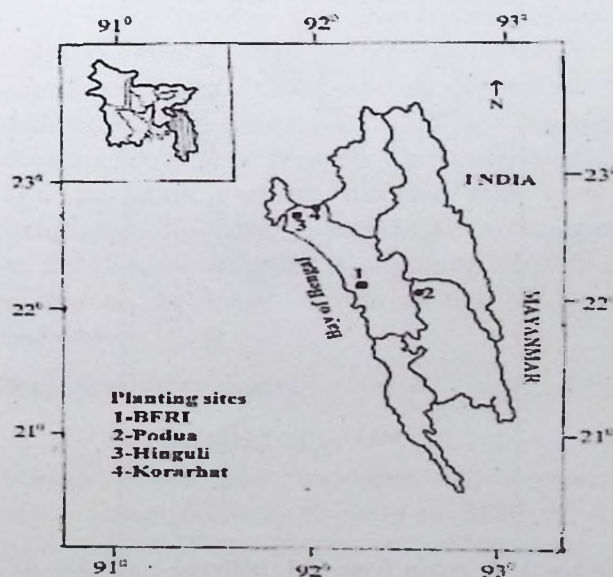 91° 92° 93°
↑
N
INDIA
23° 23°
4
3
2
22° 22°
Bay of Bengal
MAYANMAR
Planting sites
1-BFRI
2-Podua
3-Hinguli
4-Korarhat
21° 21°
91° 92° 93°